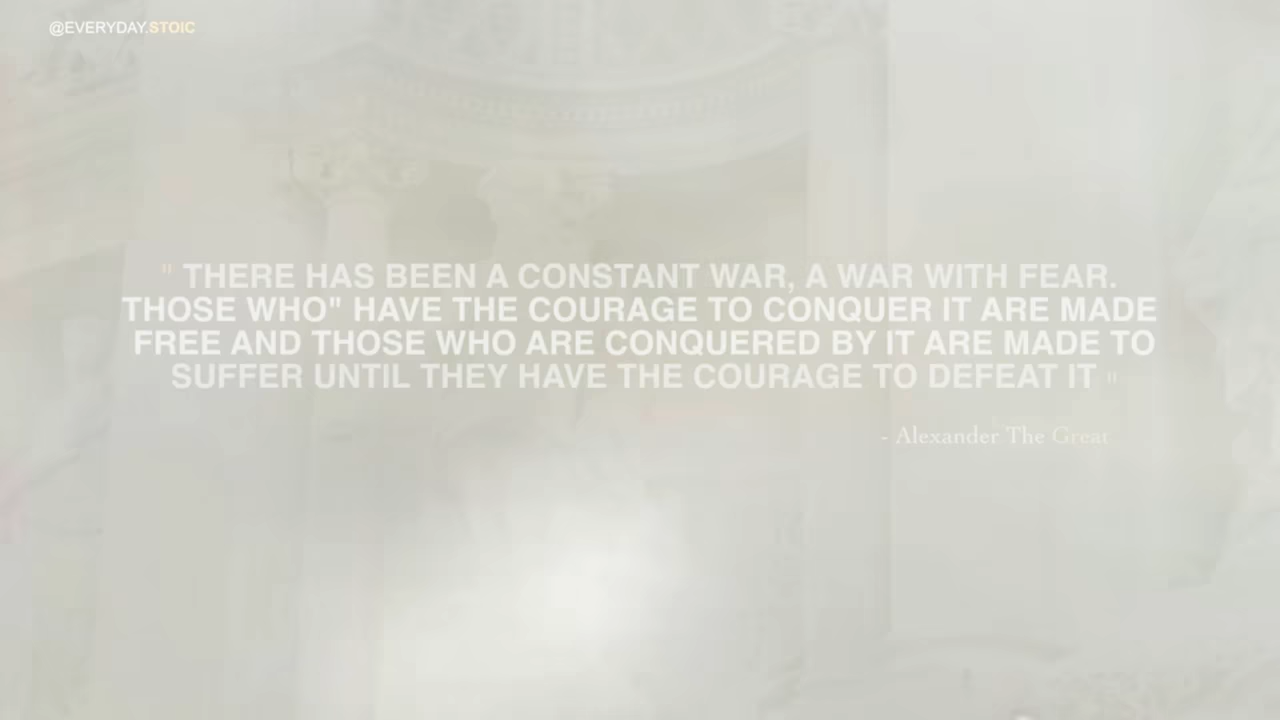 @EVERYDAY.STOIC
" THERE HAS BEEN A CONSTANT WAR, A WAR WITH FEAR.
THOSE WHO" HAVE THE COURAGE TO CONQUER IT ARE MADE
FREE AND THOSE WHO ARE CONQUERED BY IT ARE MADE TO
SUFFER UNTIL THEY HAVE THE COURAGE TO DEFEAT IT "
- Alexander The Great